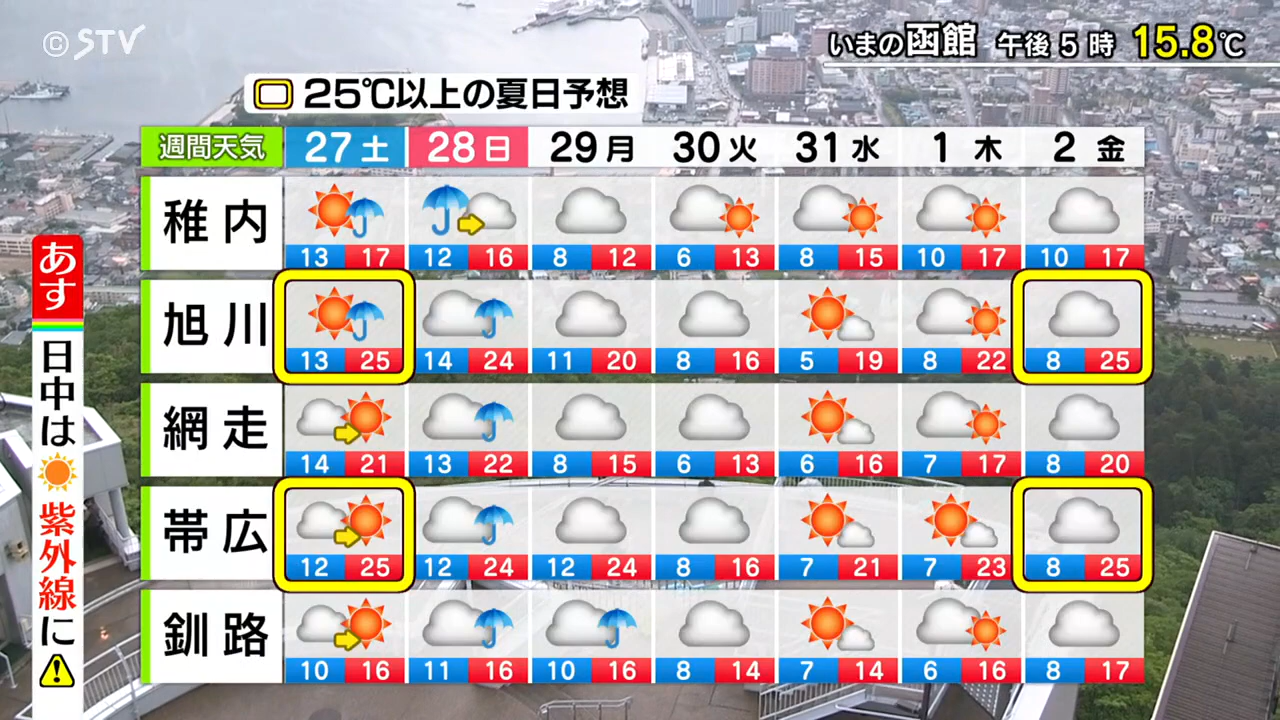 © STV
いまの函館 午後5時 15.8℃
25℃以上の夏日予想
週間天気 27土 28日 29月 30火 31水 1木 2金
稚内 13 17 12 16 8 12 6 13 8 15 10 17 10 17
旭川 13 25 14 24 11 20 8 16 5 19 8 22 8 25
網走 14 21 13 22 8 15 6 13 6 16 7 17 8 20
帯広 12 25 12 24 12 24 8 16 7 21 7 23 8 25
釧路 10 16 11 16 10 16 8 14 7 14 6 16 8 17
あす
日中は
紫外線に